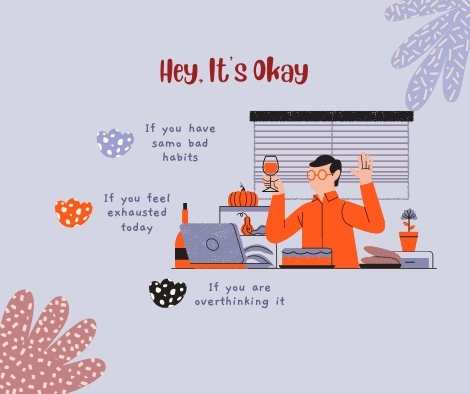 Hey, It's Okay
If you have
samo bad
habits
If you feel
exhausted
today
If you are
overthinking it